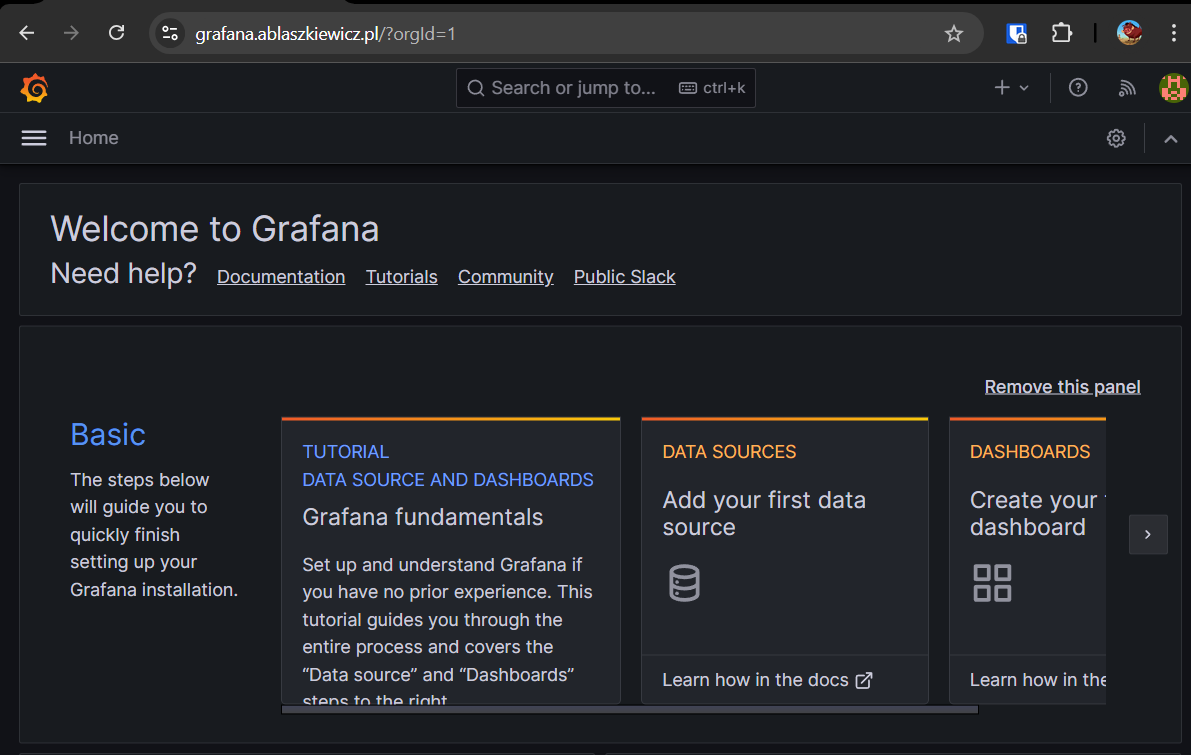 grafana.ablaszkiewicz.pl/?orgId=1
Search or jump to... ctrl+k
Home
Welcome to Grafana
Need help? Documentation Tutorials Community Public Slack
Remove this panel
Basic
The steps below
will guide you to
quickly finish
setting up your
Grafana installation.
TUTORIAL
DATA SOURCE AND DASHBOARDS
Grafana fundamentals
Set up and understand Grafana if
you have no prior experience. This
tutorial guides you through the
entire process and covers the
“Data source” and “Dashboards”
steps to the right.
DATA SOURCES
Add your first data
source
Learn how in the docs
DASHBOARDS
Create your
dashboard
Learn how in the